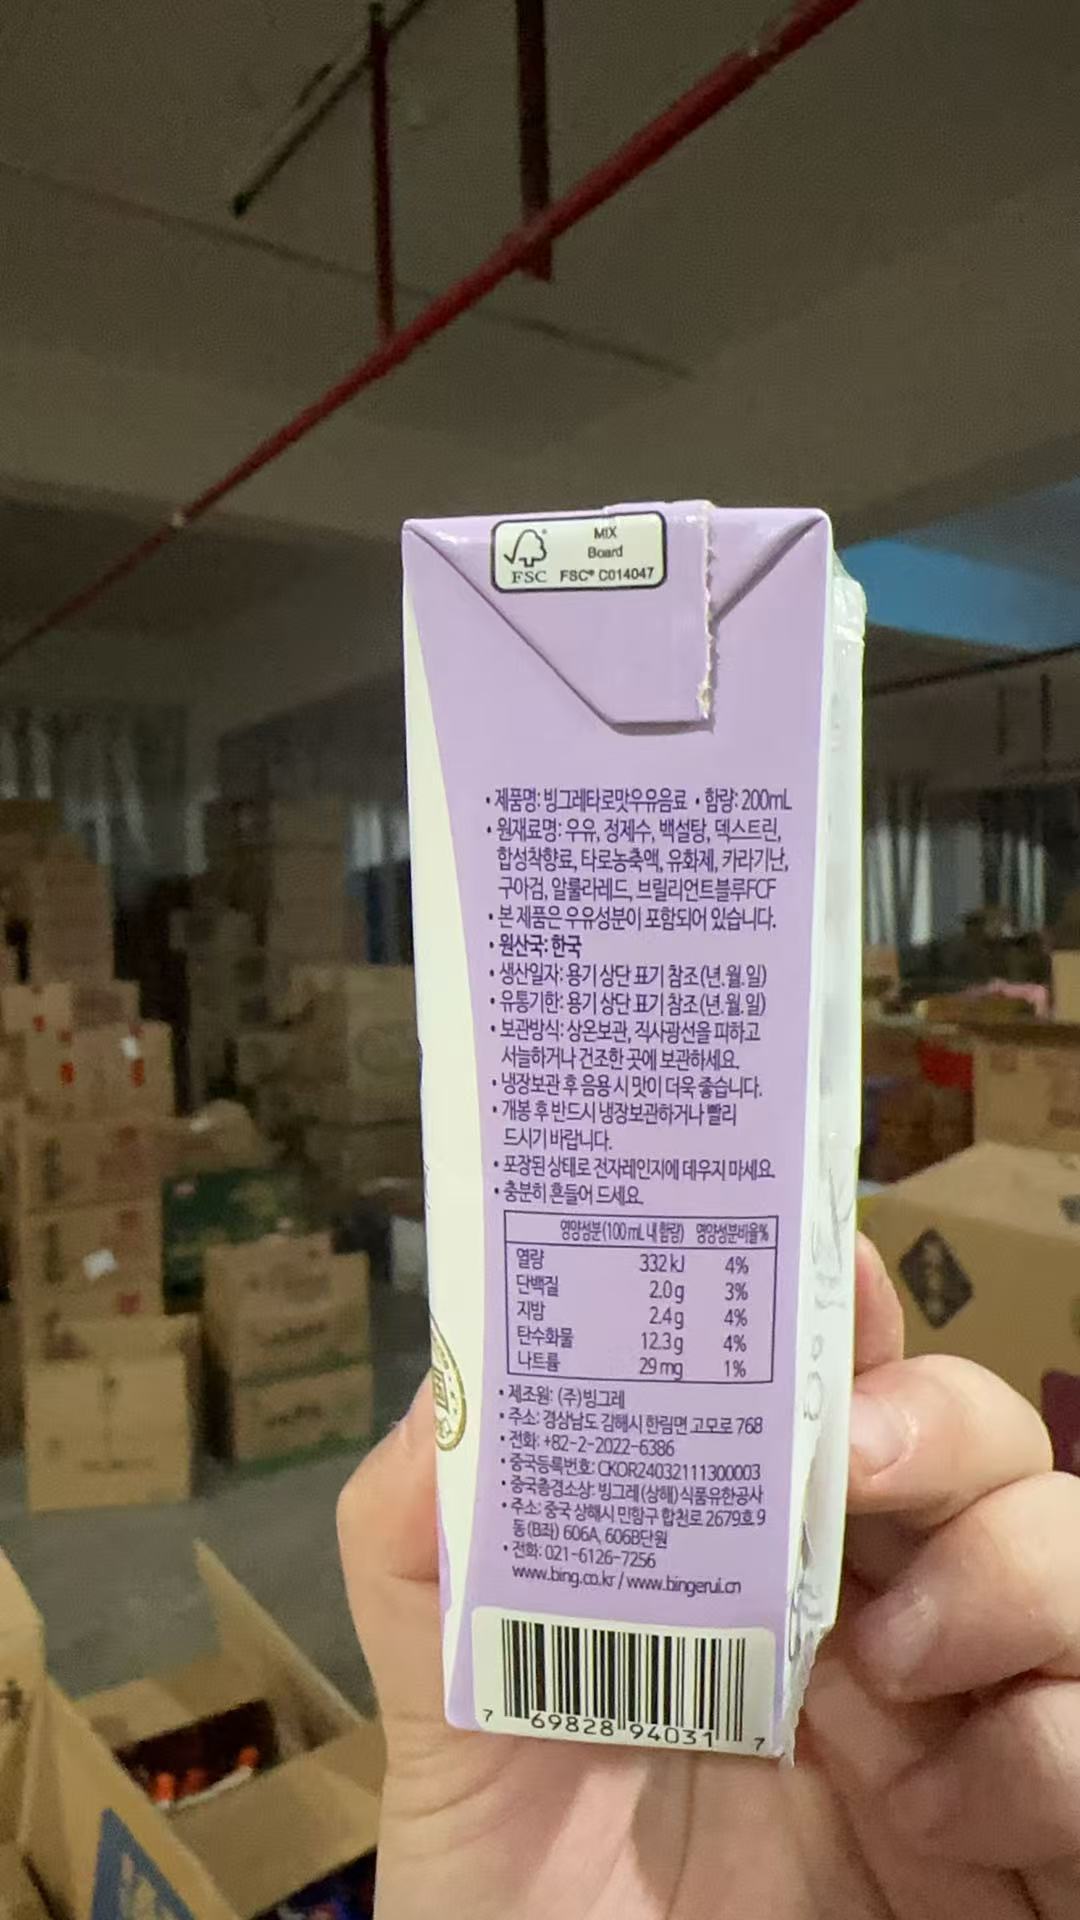 MIX
Board
FSC FSC® C014047
• 제품명: 빙그레타로맛우유음료 • 함량: 200mL
• 원재료명: 우유, 정제수, 백설탕, 덱스트린,
합성착향료, 타로농축액, 유화제, 카라기난,
구아검, 알룰라레드, 브릴리언트블루FCF
• 본 제품은 우유성분이 포함되어 있습니다.
• 원산국: 한국
• 생산일자: 용기 상단 표기 참조(년.월.일)
• 유통기한: 용기 상단 표기 참조(년.월.일)
• 보관방식: 상온보관, 직사광선을 피하고
서늘하거나 건조한 곳에 보관하세요.
• 냉장보관 후 음용 시 맛이 더욱 좋습니다.
• 개봉 후 반드시 냉장보관하거나 빨리
드시기 바랍니다.
• 포장된 상태로 전자레인지에 데우지 마세요.
• 충분히 흔들어 드세요.
영양성분(100 mL 내 함량) 영양성분비율%
열량 332 kJ 4%
단백질 2.0 g 3%
지방 2.4 g 4%
탄수화물 12.3 g 4%
나트륨 29 mg 1%
• 제조원: (주)빙그레
• 주소: 경상남도 김해시 한림면 고모로 768
• 전화: +82-2-2022-6386
• 중국등록번호: CKOR24032111300003
• 중국총경소상: 빙그레(상해)식품유한공사
• 주소: 중국 상해시 민항구 합천로 2679호 9
동(B좌) 606A, 606B단원
• 전화: 021-6126-7256
www.bing.co.kr / www.bingerui.cn
7 69828 94031 7